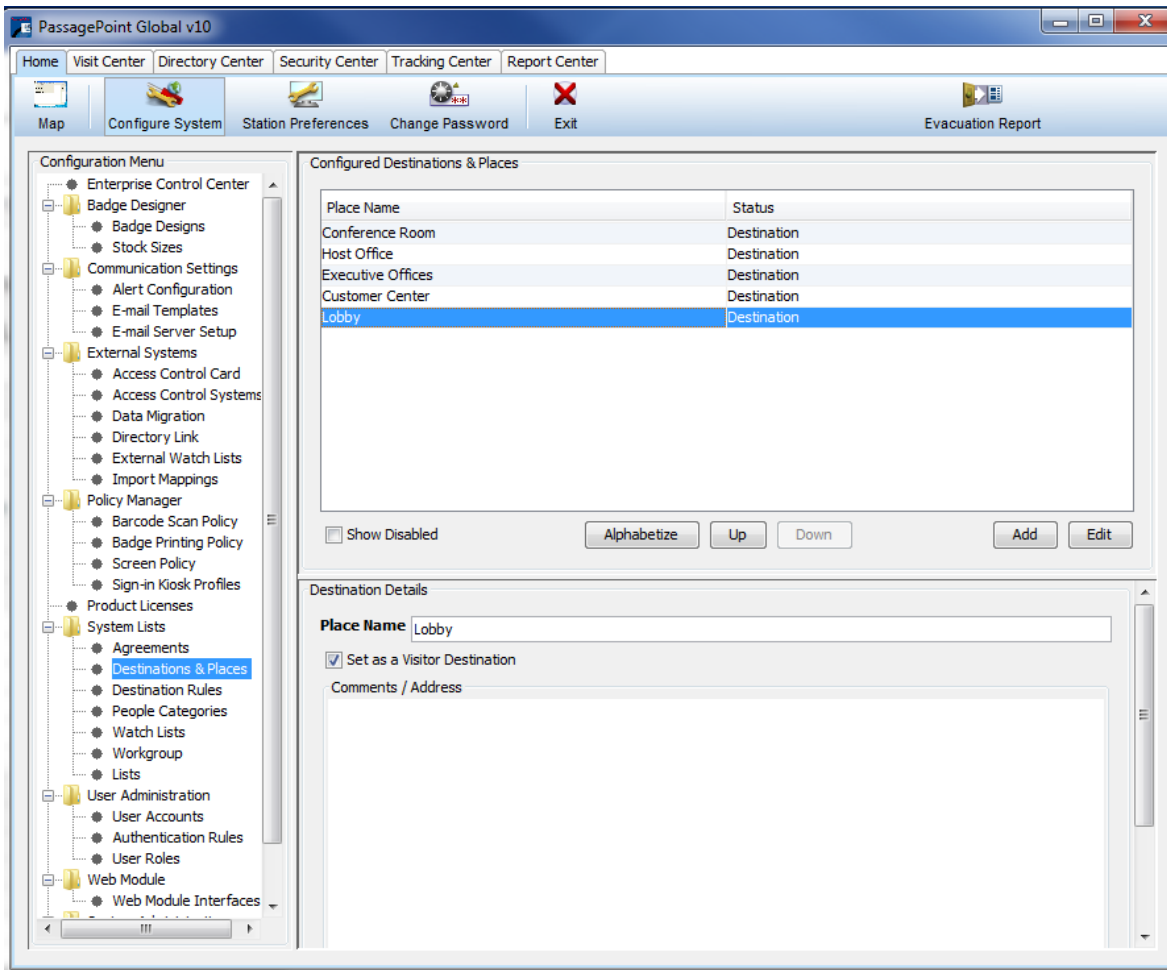 PassagePoint Global v10
Home Visit Center Directory Center Security Center Tracking Center Report Center
Map Configure System Station Preferences Change Password Exit Evacuation Report
Configuration Menu
Enterprise Control Center
Badge Designer
Badge Designs
Stock Sizes
Communication Settings
Alert Configuration
E-mail Templates
E-mail Server Setup
External Systems
Access Control Card
Access Control Systems
Data Migration
Directory Link
External Watch Lists
Import Mappings
Policy Manager
Barcode Scan Policy
Badge Printing Policy
Screen Policy
Sign-in Kiosk Profiles
Product Licenses
System Lists
Agreements
Destinations & Places
Destination Rules
People Categories
Watch Lists
Workgroup
Lists
User Administration
User Accounts
Authentication Rules
User Roles
Web Module
Web Module Interfaces
Configured Destinations & Places
Place Name Status
Conference Room Destination
Host Office Destination
Executive Offices Destination
Customer Center Destination
Lobby Destination
Show Disabled Alphabetize Up Down Add Edit
Destination Details
Place Name Lobby
Set as a Visitor Destination
Comments / Address